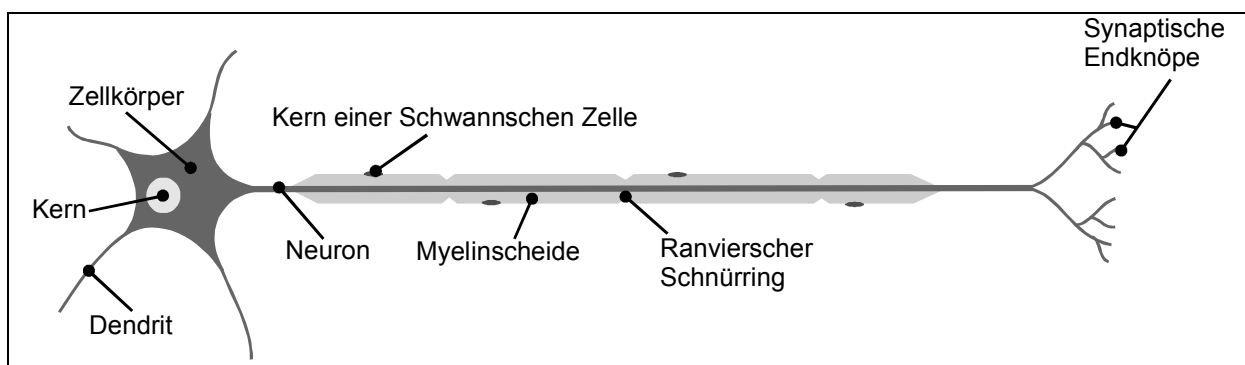 Synaptische
Endknöpe
Zellkörper
Kern einer Schwannschen Zelle
Kern
Neuron
Myelinscheide
Ranvierscher
Schnürring
Dendrit